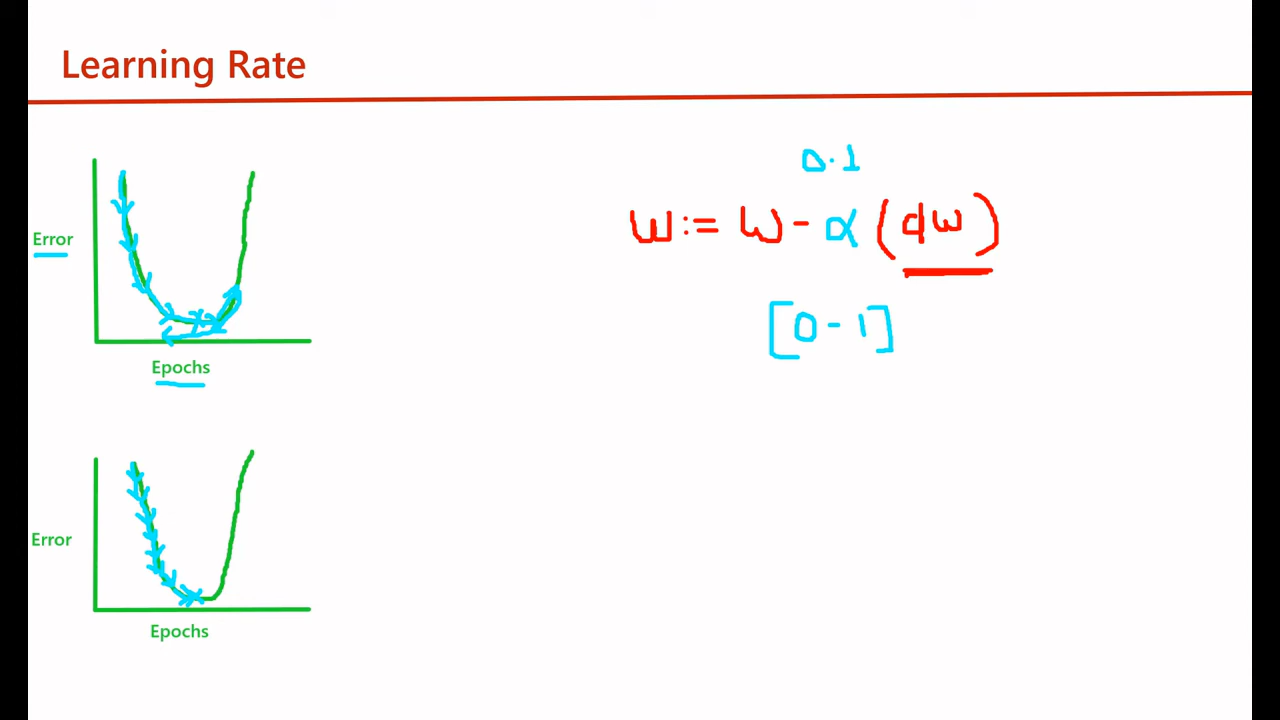 Learning Rate
Error
Epochs
0.1
w := w - α (dw)
[0 - 1]
Error
Epochs